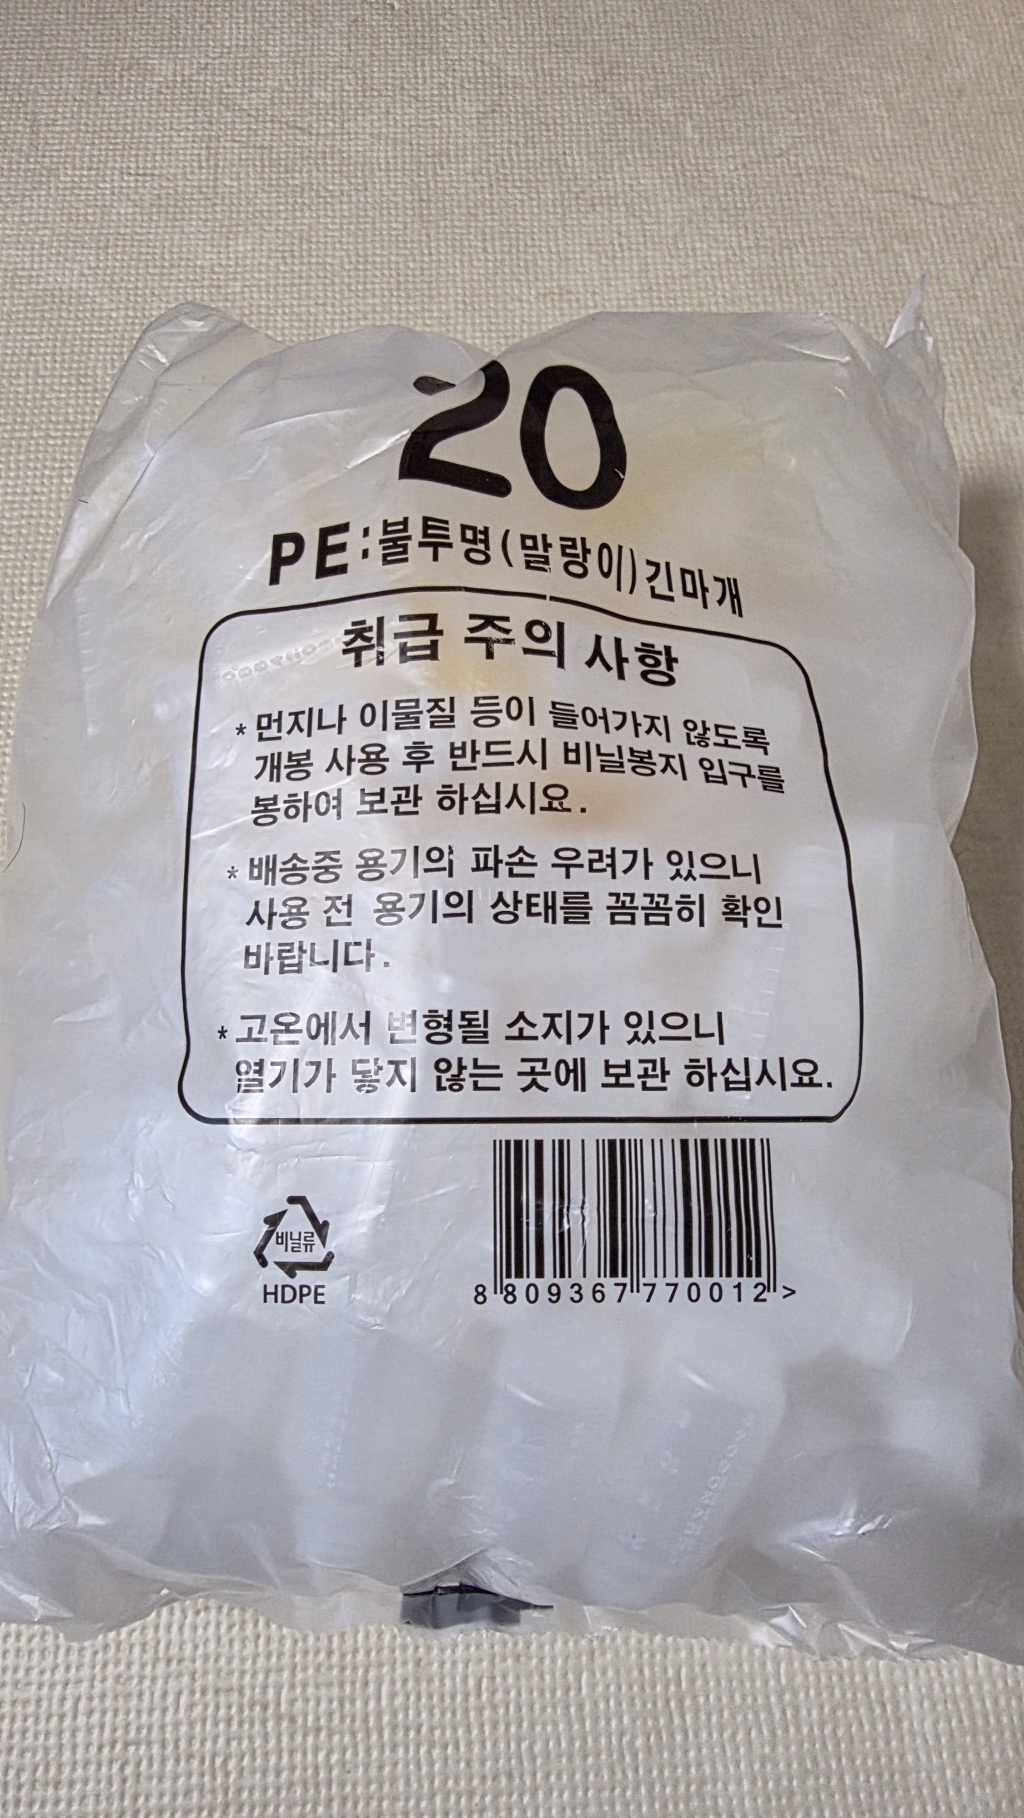 20
PE:불투명(말랑이)긴마개
취급 주의 사항
* 먼지나 이물질 등이 들어가지 않도록
개봉 사용 후 반드시 비닐봉지 입구를
봉하여 보관 하십시요.
* 배송중 용기의 파손 우려가 있으니
사용 전 용기의 상태를 꼼꼼히 확인
바랍니다.
* 고온에서 변형될 소지가 있으니
열기가 닿지 않는 곳에 보관 하십시요.
비닐류
HDPE
8 809367 770012 >